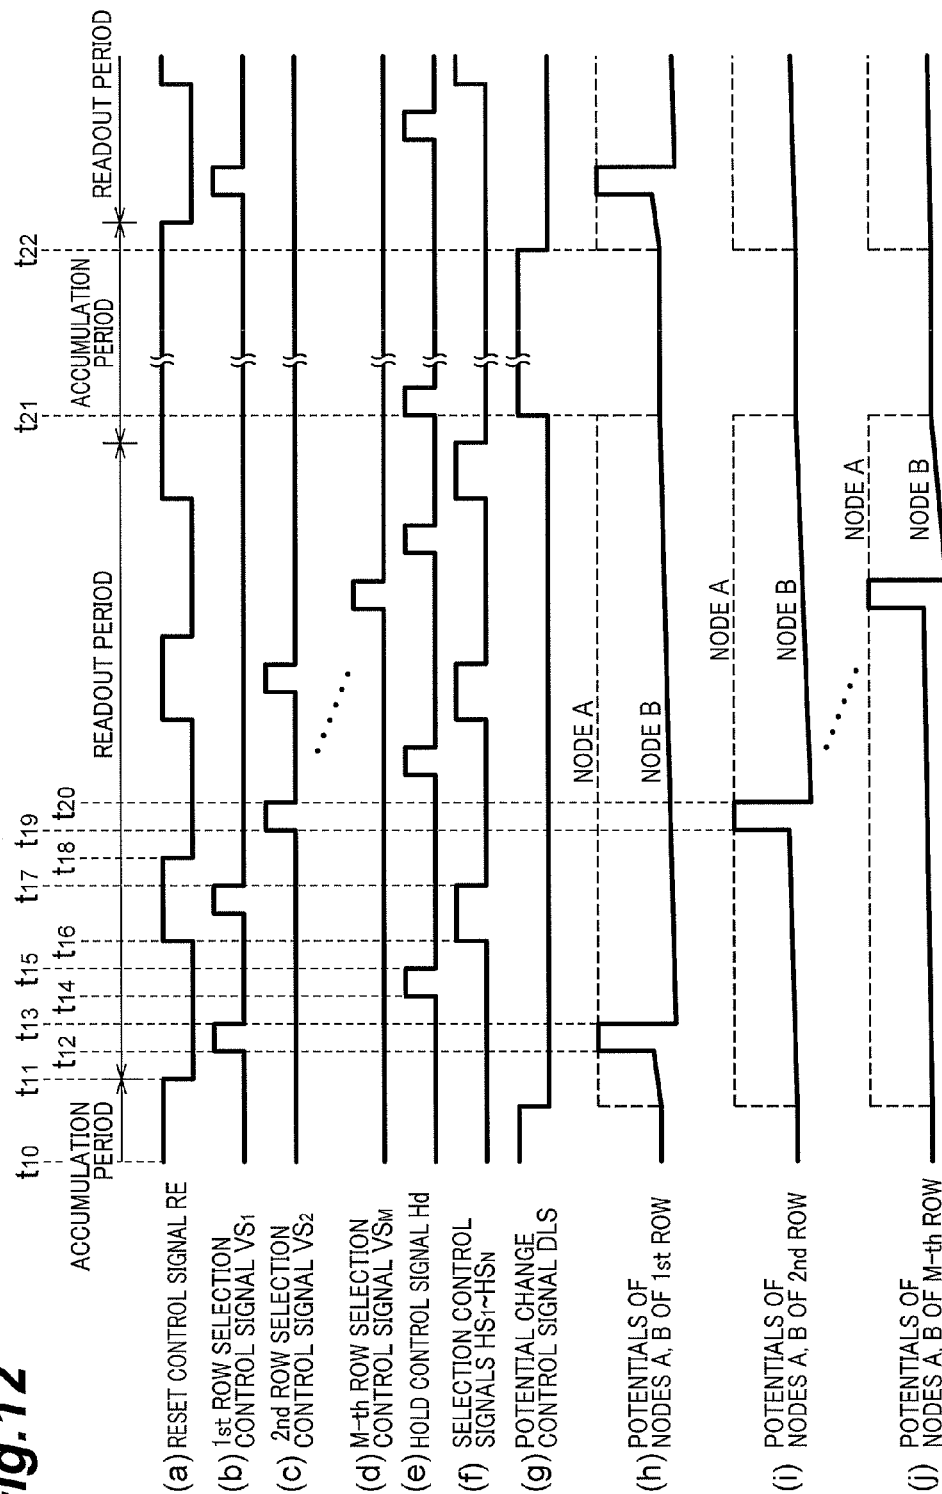 Fig.12
t10 t11 t12 t13 t14 t15 t16 t17 t18 t19 t20 t21 t22
ACCUMULATION
PERIOD
READOUT PERIOD
ACCUMULATION
PERIOD
READOUT PERIOD
(a) RESET CONTROL SIGNAL RE
(b) 1st ROW SELECTION
CONTROL SIGNAL VS1
(c) 2nd ROW SELECTION
CONTROL SIGNAL VS2
(d) M-th ROW SELECTION
CONTROL SIGNAL VSM
(e) HOLD CONTROL SIGNAL Hd
(f) SELECTION CONTROL
SIGNALS HS1~HSN
(g) POTENTIAL CHANGE
CONTROL SIGNAL DLS
(h) POTENTIALS OF
NODES A, B OF 1st ROW
NODE A
NODE B
(i) POTENTIALS OF
NODES A, B OF 2nd ROW
NODE A
NODE B
(j) POTENTIALS OF
NODES A, B OF M-th ROW
NODE A
NODE B